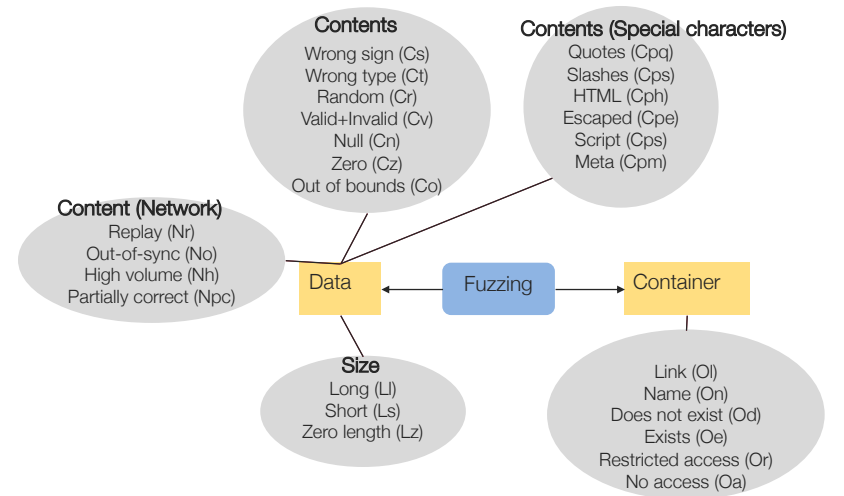 Contents
Wrong sign (Cs)
Wrong type (Ct)
Random (Cr)
Valid+Invalid (Cv)
Null (Cn)
Zero (Cz)
Out of bounds (Co)
Contents (Special characters)
Quotes (Cpq)
Slashes (Cps)
HTML (Cph)
Escaped (Cpe)
Script (Cps)
Meta (Cpm)
Content (Network)
Replay (Nr)
Out-of-sync (No)
High volume (Nh)
Partially correct (Npc)
Data
Fuzzing
Container
Size
Long (Ll)
Short (Ls)
Zero length (Lz)
Link (Ol)
Name (On)
Does not exist (Od)
Exists (Oe)
Restricted access (Or)
No access (Oa)